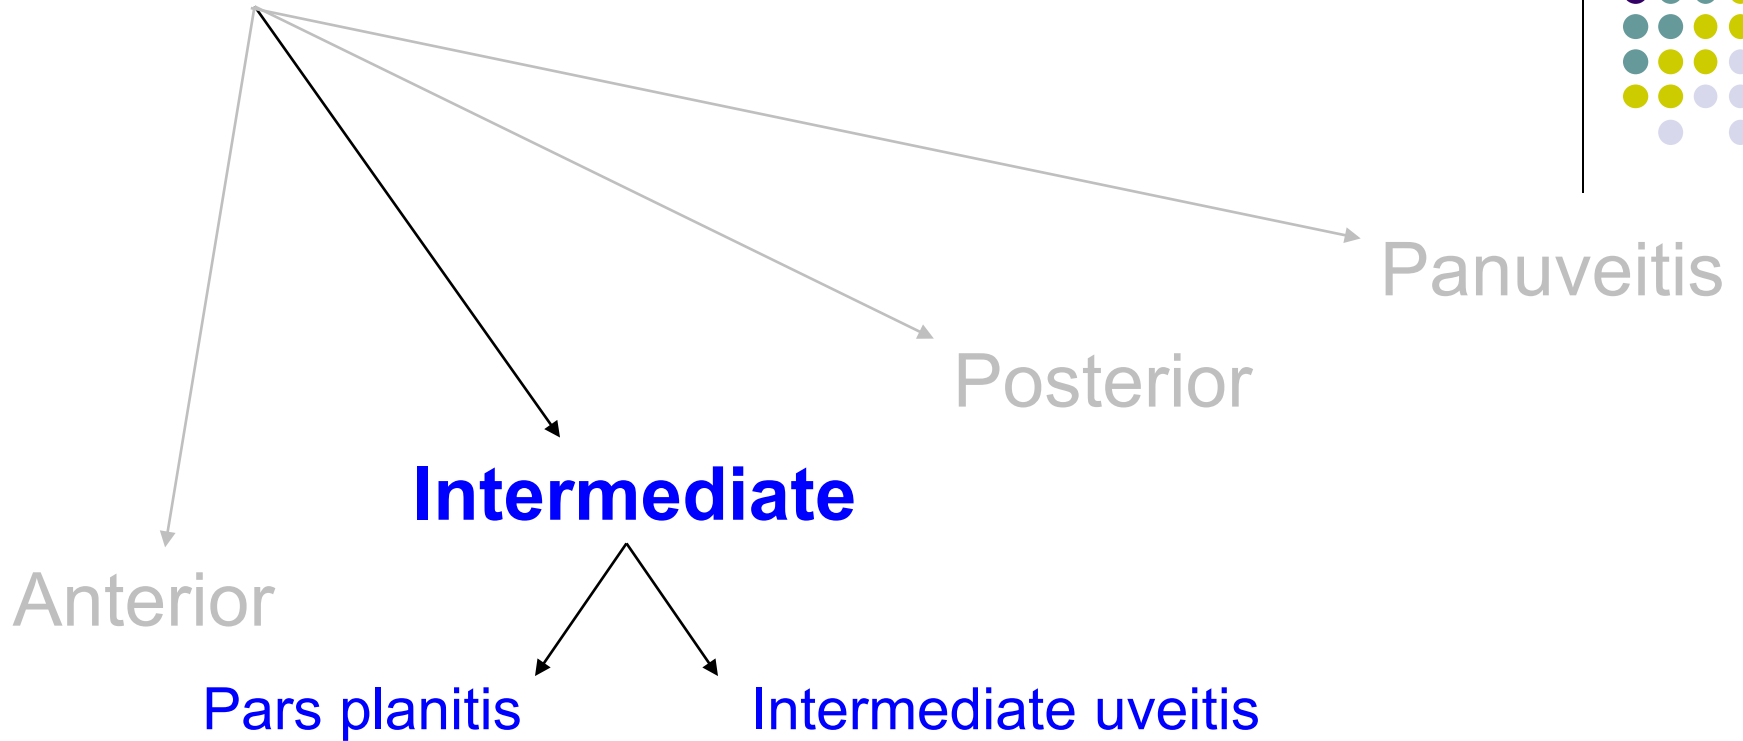 Panuveitis
Posterior
Intermediate
Anterior
Pars planitis
Intermediate uveitis